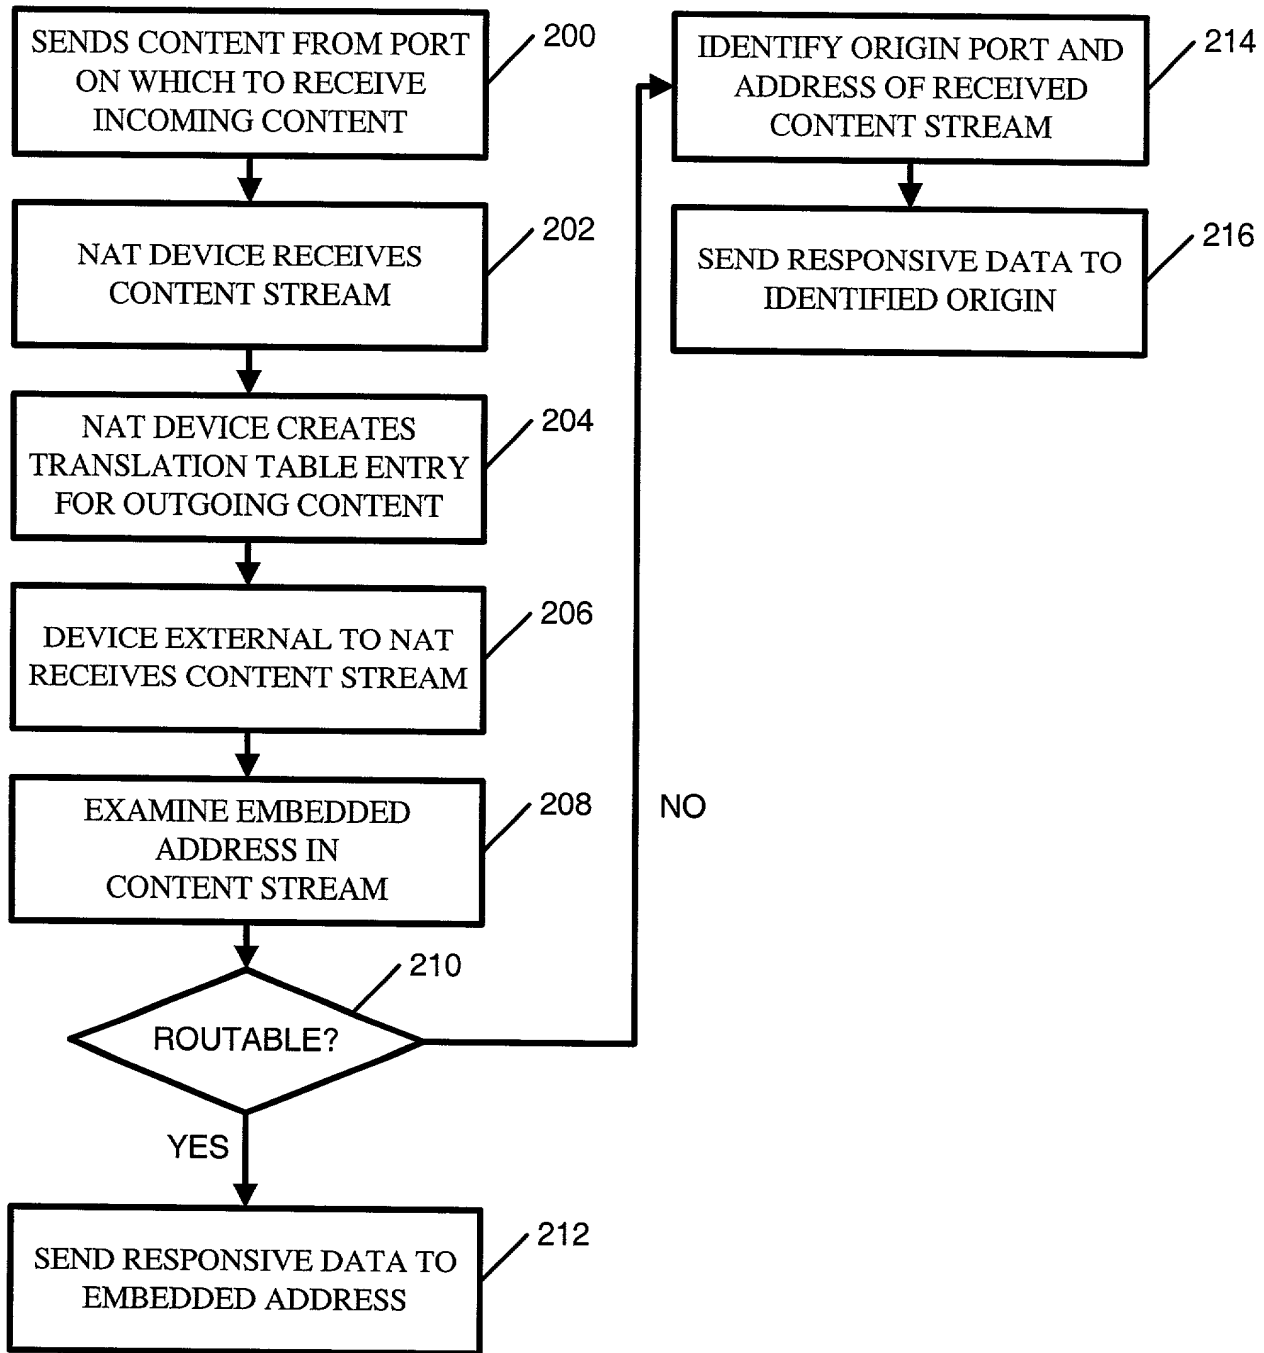 SENDS CONTENT FROM PORT
ON WHICH TO RECEIVE
INCOMING CONTENT
200
NAT DEVICE RECEIVES
CONTENT STREAM
202
NAT DEVICE CREATES
TRANSLATION TABLE ENTRY
FOR OUTGOING CONTENT
204
DEVICE EXTERNAL TO NAT
RECEIVES CONTENT STREAM
206
EXAMINE EMBEDDED
ADDRESS IN
CONTENT STREAM
208
ROUTABLE?
210
YES
NO
SEND RESPONSIVE DATA TO
EMBEDDED ADDRESS
212
IDENTIFY ORIGIN PORT AND
ADDRESS OF RECEIVED
CONTENT STREAM
214
SEND RESPONSIVE DATA TO
IDENTIFIED ORIGIN
216